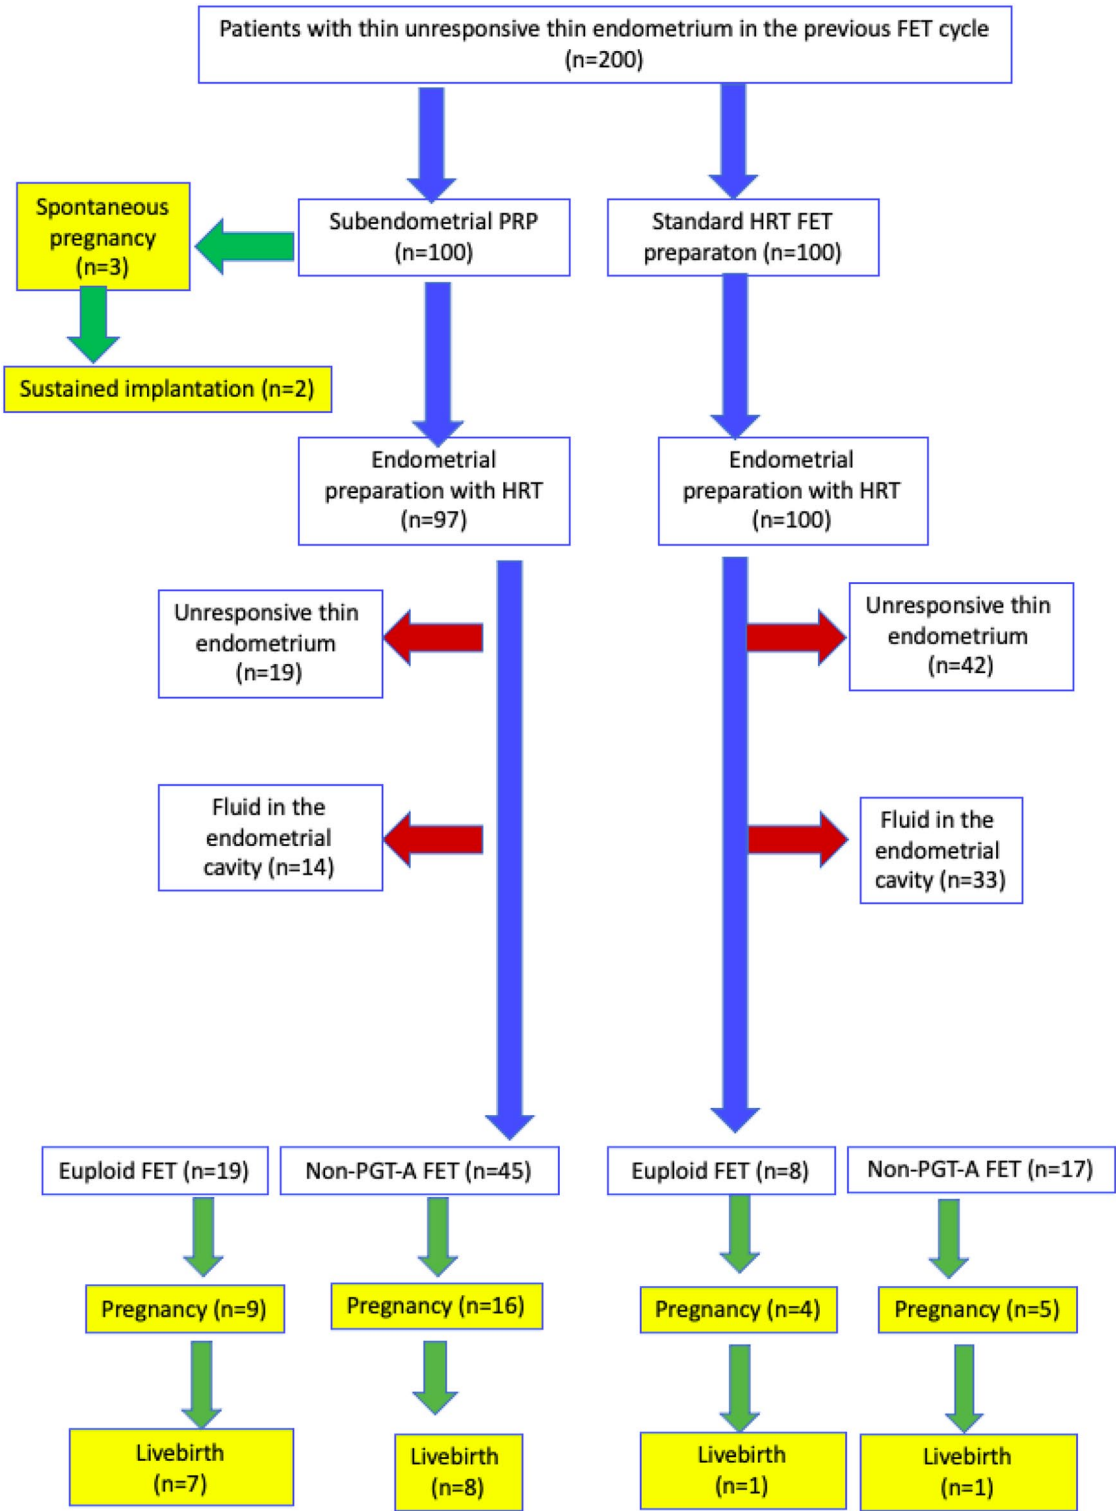 Patients with thin unresponsive thin endometrium in the previous FET cycle
(n=200)
Spontaneous
pregnancy
(n=3)
Subendometrial PRP
(n=100)
Standard HRT FET
preparaton (n=100)
Sustained implantation (n=2)
Endometrial
preparation with HRT
(n=97)
Endometrial
preparation with HRT
(n=100)
Unresponsive thin
endometrium
(n=19)
Unresponsive thin
endometrium
(n=42)
Fluid in the
endometrial
cavity (n=14)
Fluid in the
endometrial
cavity (n=33)
Euploid FET (n=19)
Non-PGT-A FET (n=45)
Euploid FET (n=8)
Non-PGT-A FET (n=17)
Pregnancy (n=9)
Pregnancy (n=16)
Pregnancy (n=4)
Pregnancy (n=5)
Livebirth
(n=7)
Livebirth
(n=8)
Livebirth
(n=1)
Livebirth
(n=1)